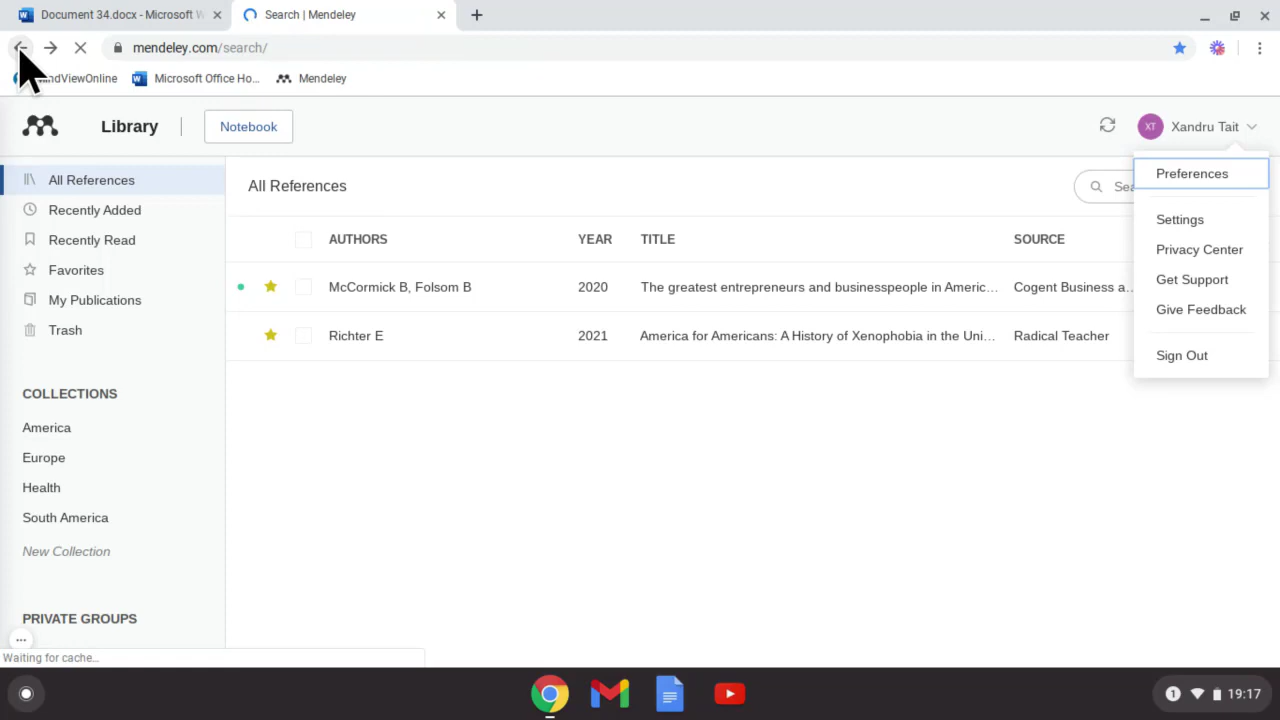 Document 34.docx - Microsoft W
Search | Mendeley
mendeley.com/search/
indViewOnline
Microsoft Office Ho...
Mendeley
Library
Notebook
XT
Xandru Tait
Preferences
Settings
Privacy Center
Get Support
Give Feedback
Sign Out
All References
Recently Added
Recently Read
Favorites
My Publications
Trash
COLLECTIONS
America
Europe
Health
South America
New Collection
PRIVATE GROUPS
All References
Sea
AUTHORS YEAR TITLE SOURCE
McCormick B, Folsom B 2020 The greatest entrepreneurs and businesspeople in Americ... Cogent Business a...
Richter E 2021 America for Americans: A History of Xenophobia in the Uni... Radical Teacher
...
Waiting for cache...
1 19:17